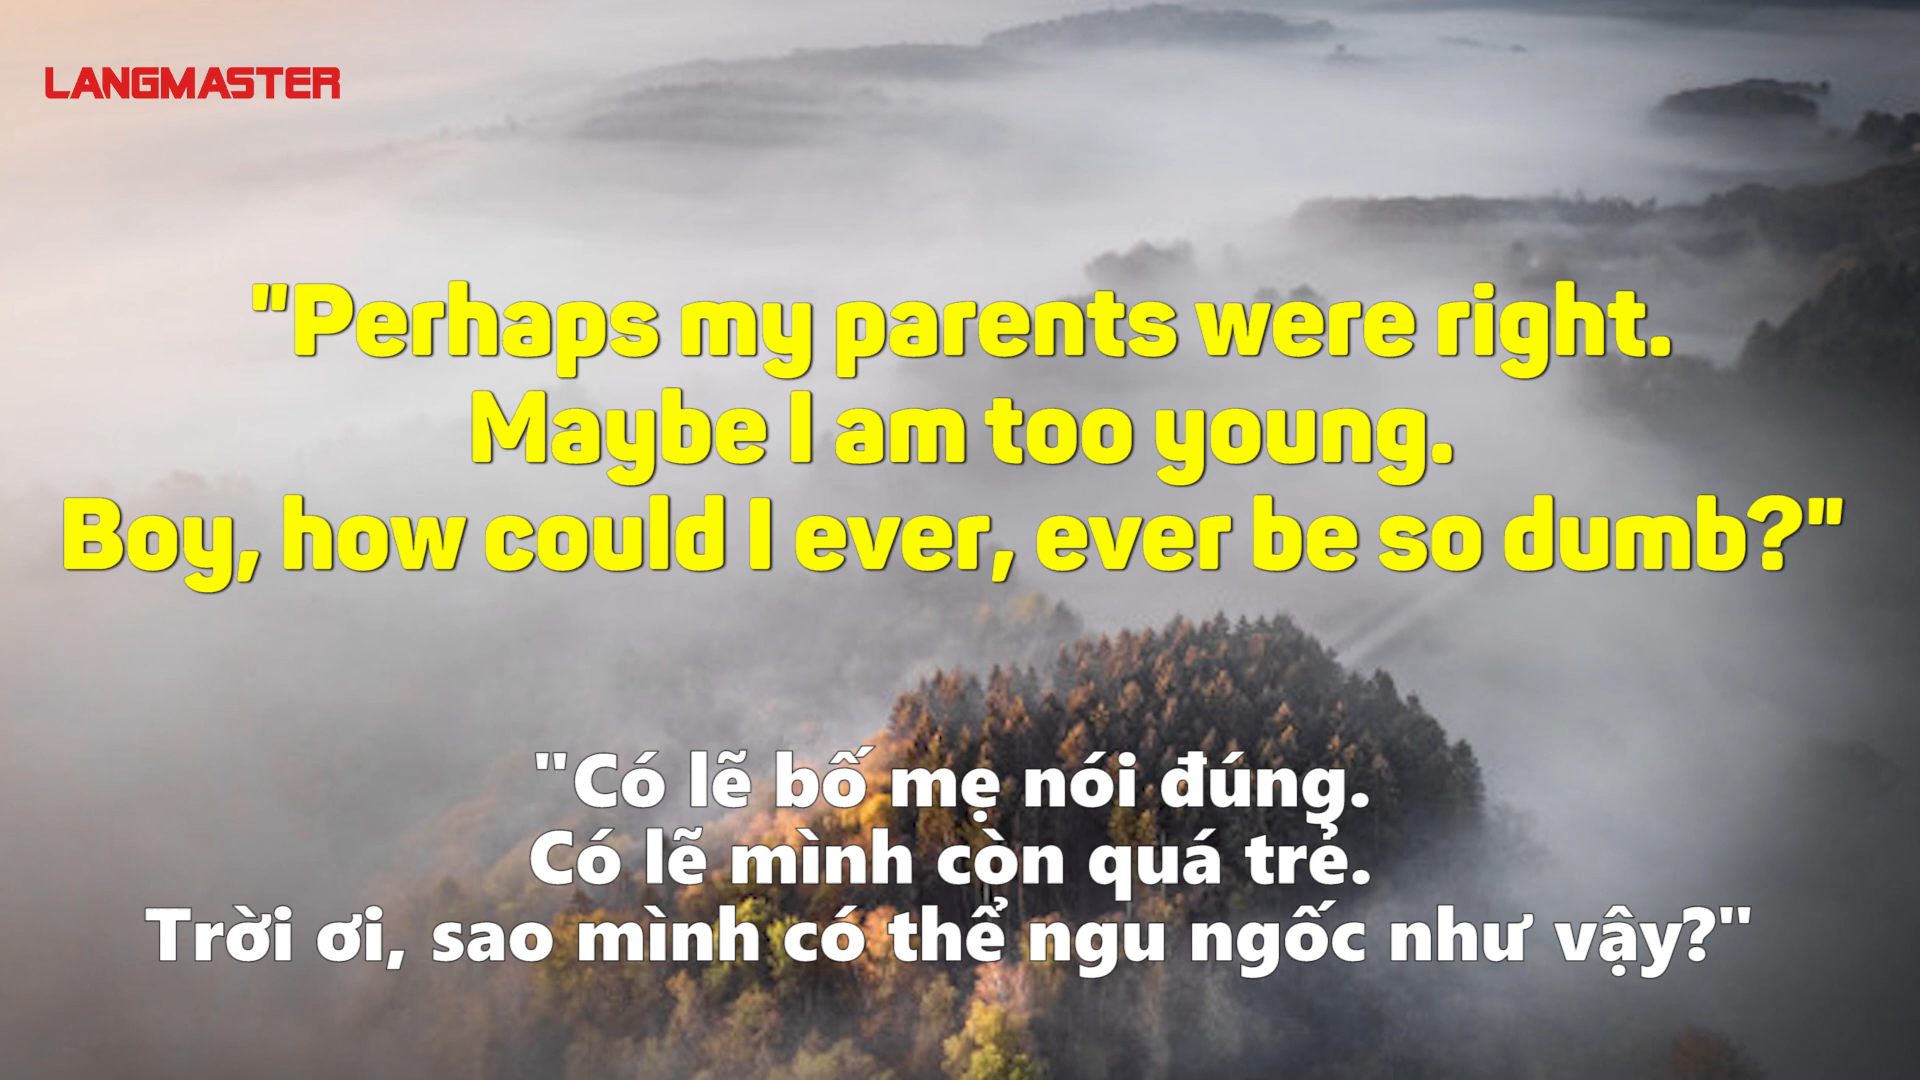 LANGMASTER
"Perhaps my parents were right.
Maybe I am too young.
Boy, how could I ever, ever be so dumb?"
"Có lẽ bố mẹ nói đúng.
Có lẽ mình còn quá trẻ.
Trời ơi, sao mình có thể ngu ngốc như vậy?"